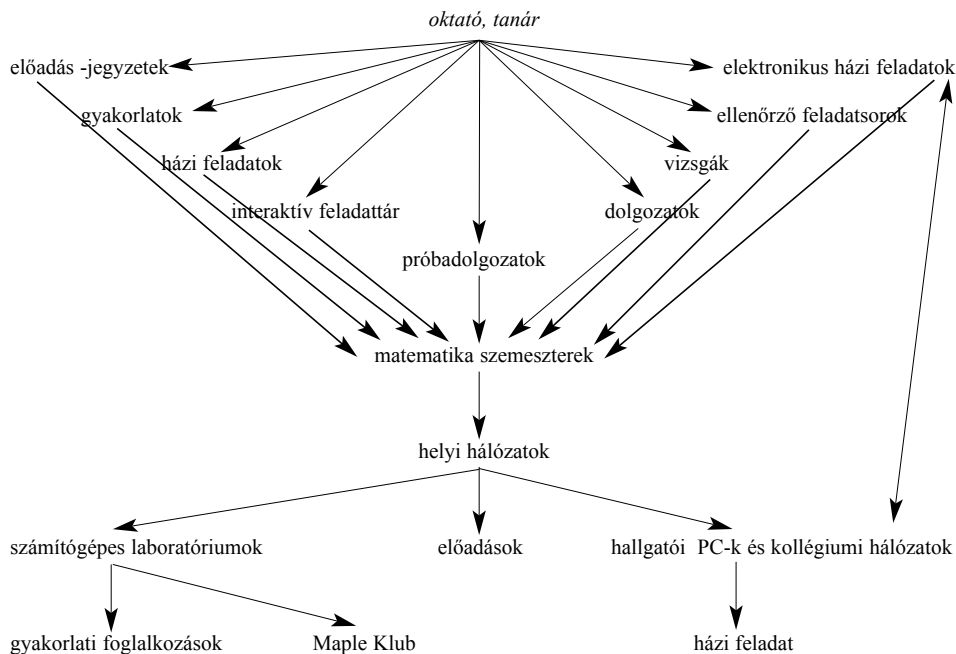 oktató, tanár
előadás -jegyzetek
elektronikus házi feladatok
gyakorlatok
ellenőrző feladatsorok
házi feladatok
vizsgák
interaktív feladattár
dolgozatok
próbadolgozatok
matematika szemeszterek
helyi hálózatok
számítógépes laboratóriumok
előadások
hallgatói PC-k és kollégiumi hálózatok
gyakorlati foglalkozások
Maple Klub
házi feladat